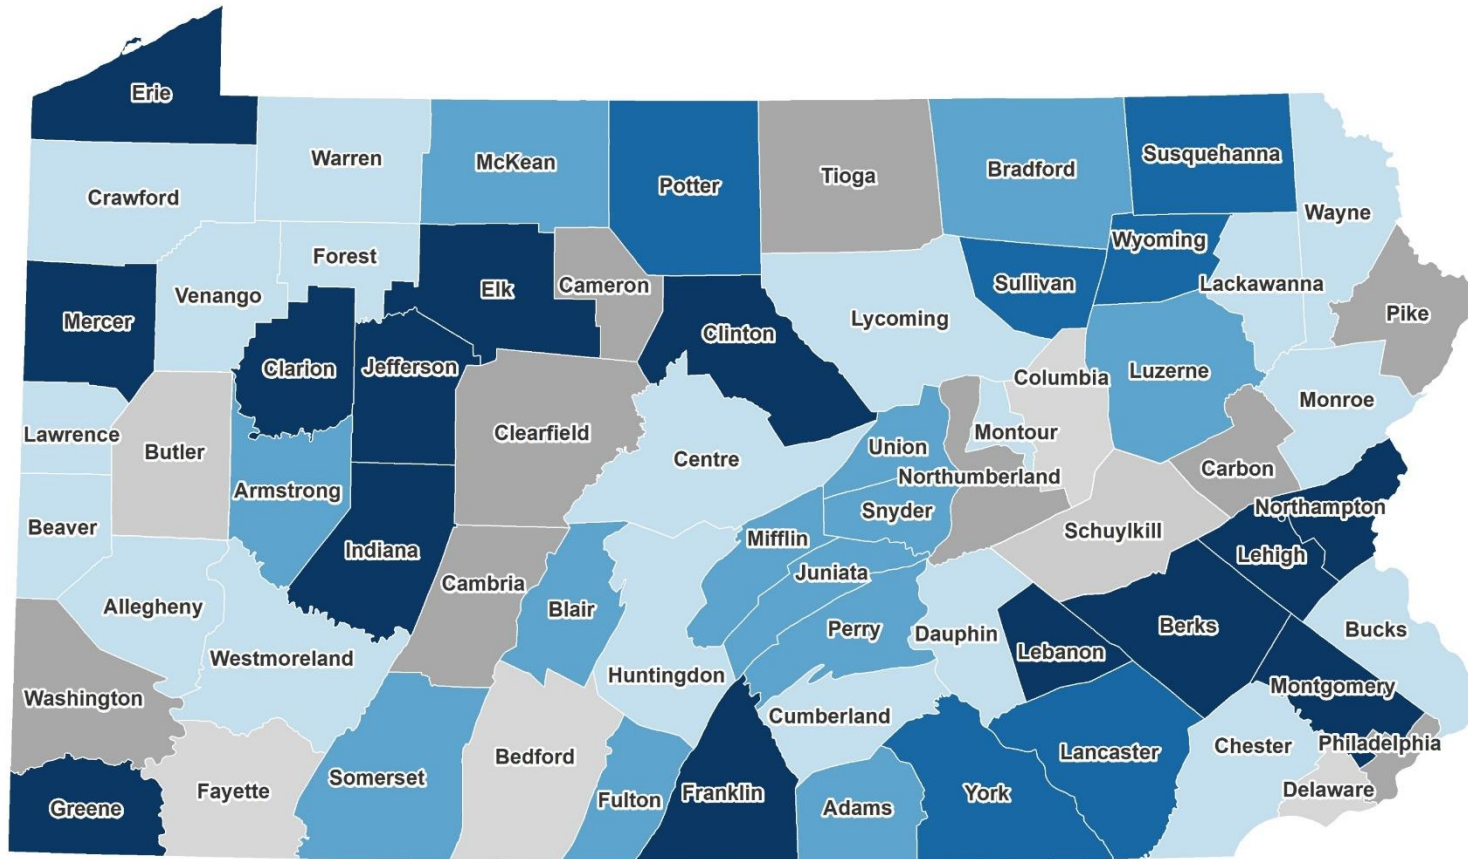 Erie
Warren
McKean
Potter
Tioga
Bradford
Susquehanna
Wayne
Crawford
Forest
Venango
Mercer
Elk
Cameron
Clinton
Lycoming
Sullivan
Wyoming
Lackawanna
Pike
Clarion
Jefferson
Columbia
Luzerne
Monroe
Lawrence
Butler
Clearfield
Centre
Union
Montour
Carbon
Northumberland
Armstrong
Beaver
Snyder
Schuylkill
Northampton
Lehigh
Indiana
Mifflin
Juniata
Cambria
Blair
Allegheny
Westmoreland
Perry
Dauphin
Lebanon
Berks
Bucks
Huntingdon
Montgomery
Washington
Cumberland
Lancaster
Chester
Philadelphia
Delaware
Greene
Fayette
Somerset
Bedford
Fulton
Franklin
Adams
York